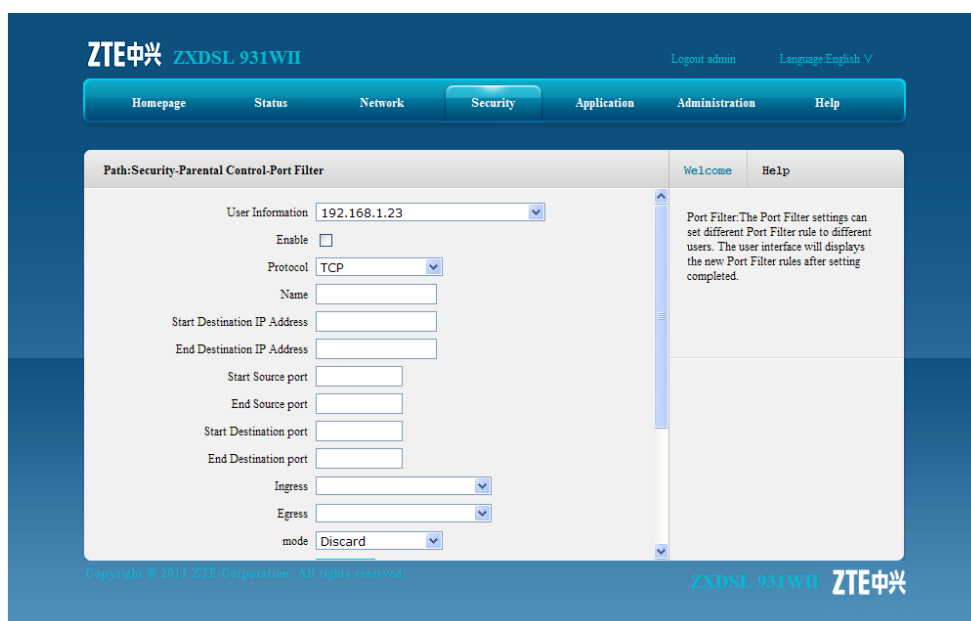 ZTE中兴 ZXDSL 931WII
Logout admin Language:English V
Homepage Status Network Security Application Administration Help
Path:Security-Parental Control-Port Filter
Welcome Help
User Information 192.168.1.23
Enable
Protocol TCP
Name
Start Destination IP Address
End Destination IP Address
Start Source port
End Source port
Start Destination port
End Destination port
Ingress
Egress
mode Discard
Port Filter:The Port Filter settings can
set different Port Filter rule to different
users. The user interface will displays
the new Port Filter rules after setting
completed.
Copyright © 2011 ZTE Corporation. All rights reserved.
ZXDSL 931WII ZTE中兴